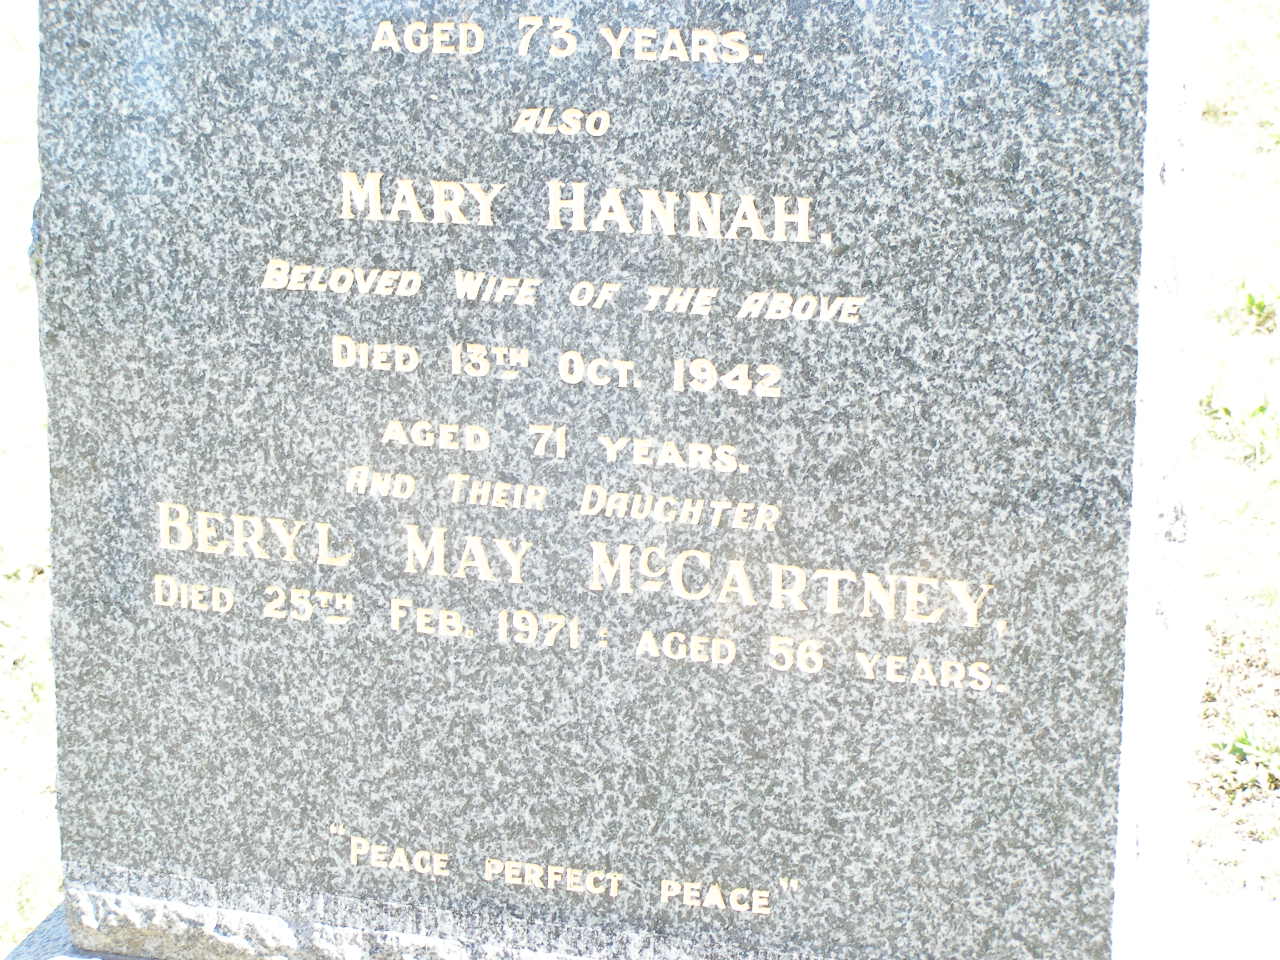 AGED 73 YEARS.
ALSO
MARY HANNAH.
BELOVED WIFE OF THE ABOVE
DIED 13TH OCT. 1942
AGED 71 YEARS.
AND THEIR DAUGHTER
BERYL MAY MCCARTNEY.
DIED 25TH FEB. 1971: AGED 56 YEARS.
"PEACE PERFECT PEACE"